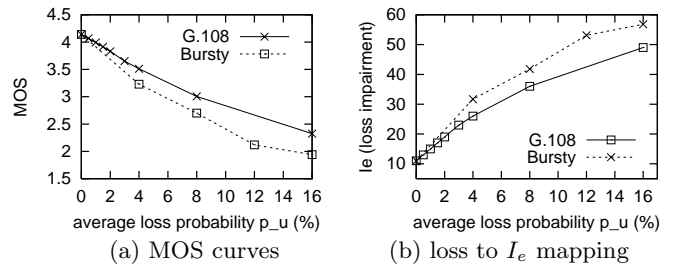 4.5
4
3.5
3
2.5
2
1.5
MOS
G.108
Bursty
0 2 4 6 8 10 12 14 16
average loss probability p_u (%)
(a) MOS curves
60
50
40
30
20
10
Ie (loss impairment)
G.108
Bursty
0 2 4 6 8 10 12 14 16
average loss probability p_u (%)
(b) loss to I_e mapping